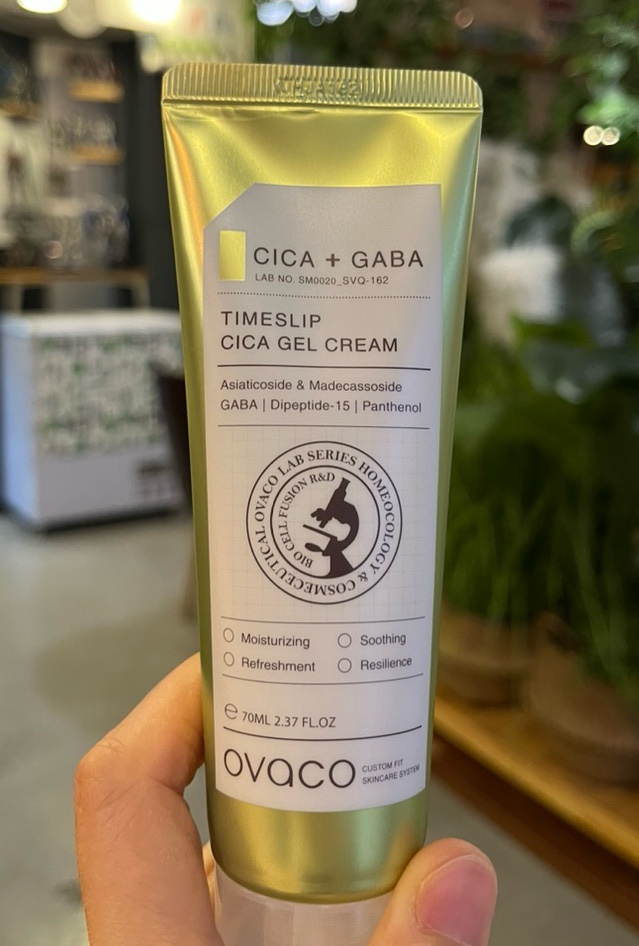 CICA + GABA
LAB NO. SM0020_SVQ-162
TIMESLIP
CICA GEL CREAM
Asiaticoside & Madecassoside
GABA | Dipeptide-15 | Panthenol
OVACO LAB SERIES HOMEOCOLOGY & COSMECEUTICAL
BIO CELL FUSION R&D
Moisturizing Soothing
Refreshment Resilience
℮ 70ML 2.37 FL.OZ
ovaco CUSTOM FIT
SKINCARE SYSTEM